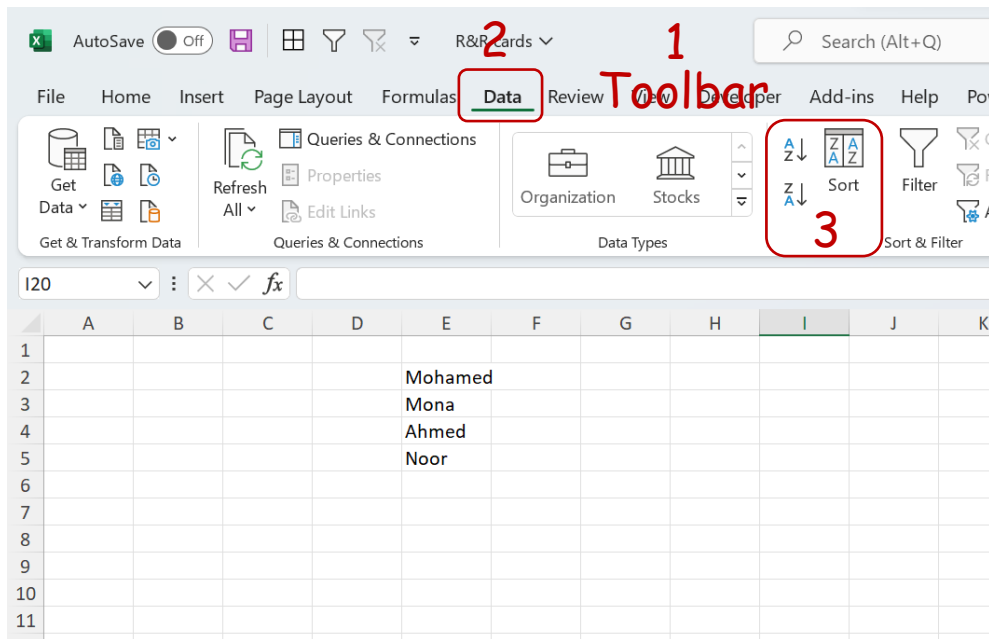 AutoSave Off R&R cards Search (Alt+Q)
2 1
Toolbar
File Home Insert Page Layout Formulas Data Review View Developer Add-ins Help
Get Data
Refresh All
Queries & Connections
Properties
Edit Links
Organization Stocks
Sort Filter
3
Get & Transform Data Queries & Connections Data Types Sort & Filter
I20 fx
A B C D E F G H I J K
1
2 Mohamed
3 Mona
4 Ahmed
5 Noor
6
7
8
9
10
11